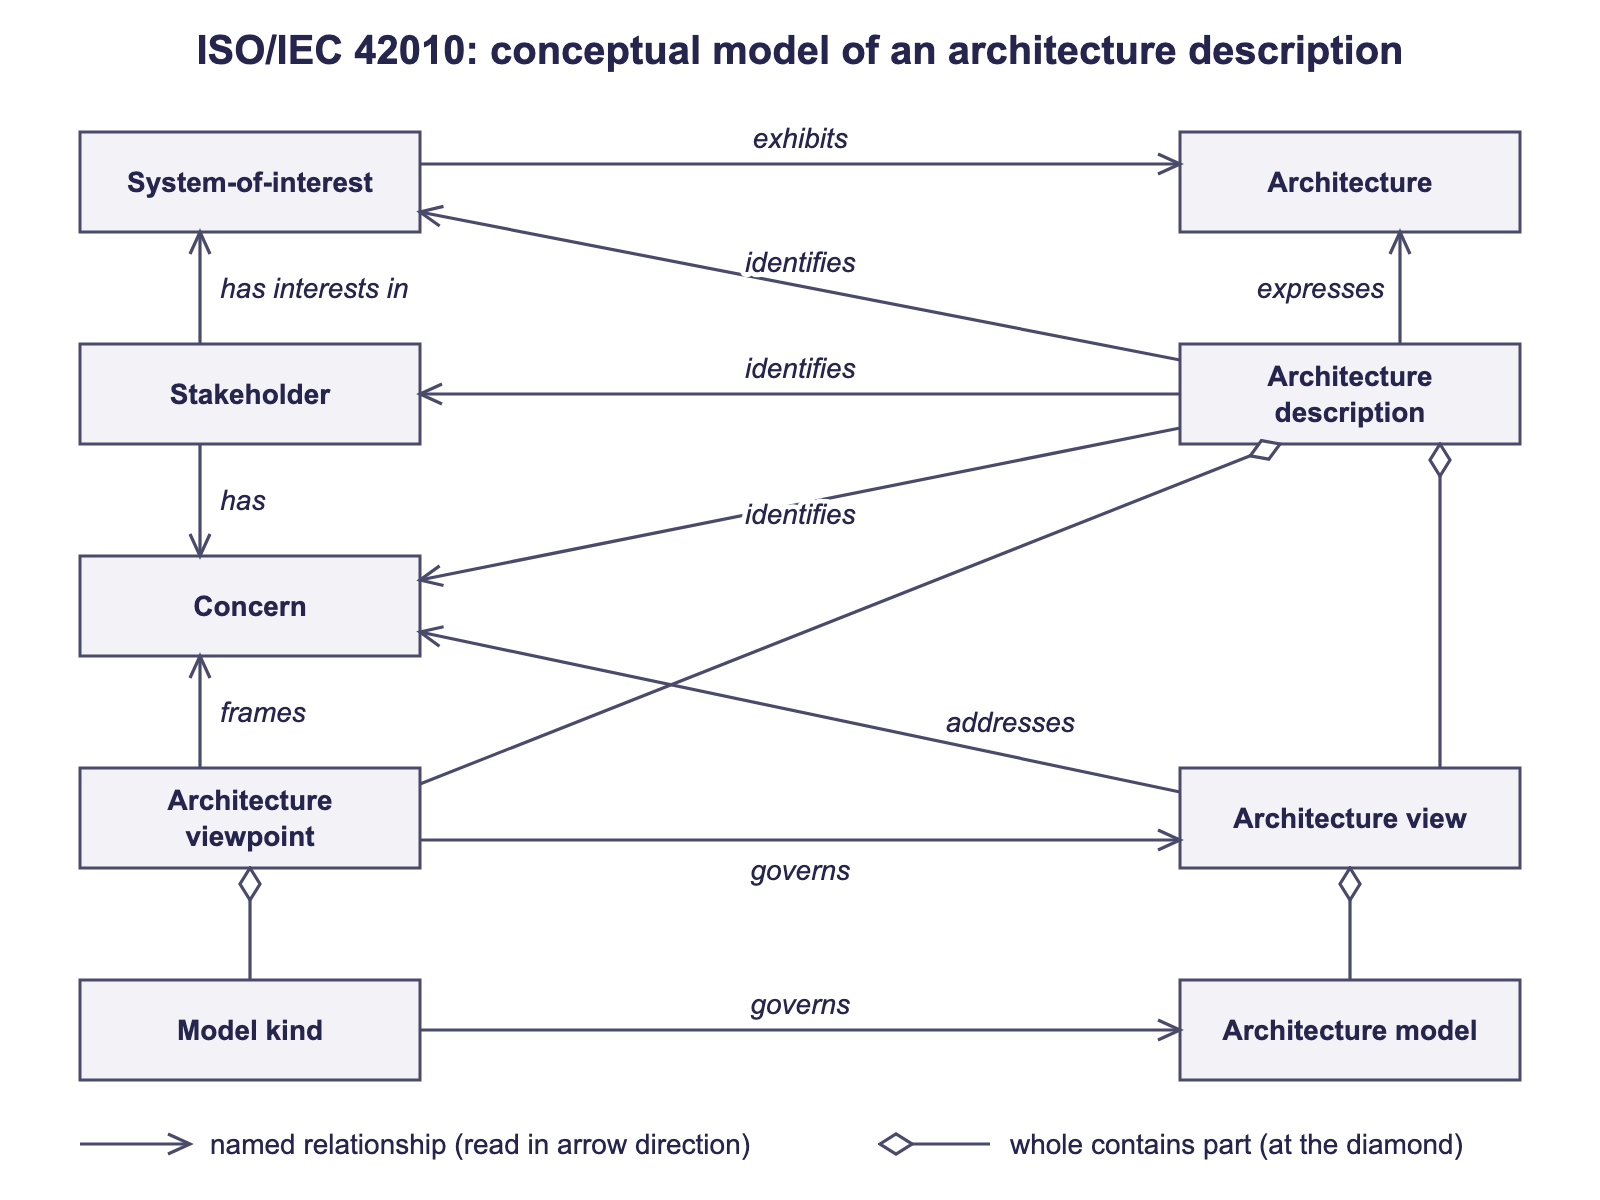 ISO/IEC 42010: conceptual model of an architecture description
System-of-interest
exhibits
Architecture
identifies
has interests in
expresses
Stakeholder
identifies
Architecture
description
has
identifies
Concern
frames
addresses
Architecture
viewpoint
Architecture view
governs
Model kind
governs
Architecture model
named relationship (read in arrow direction)
whole contains part (at the diamond)